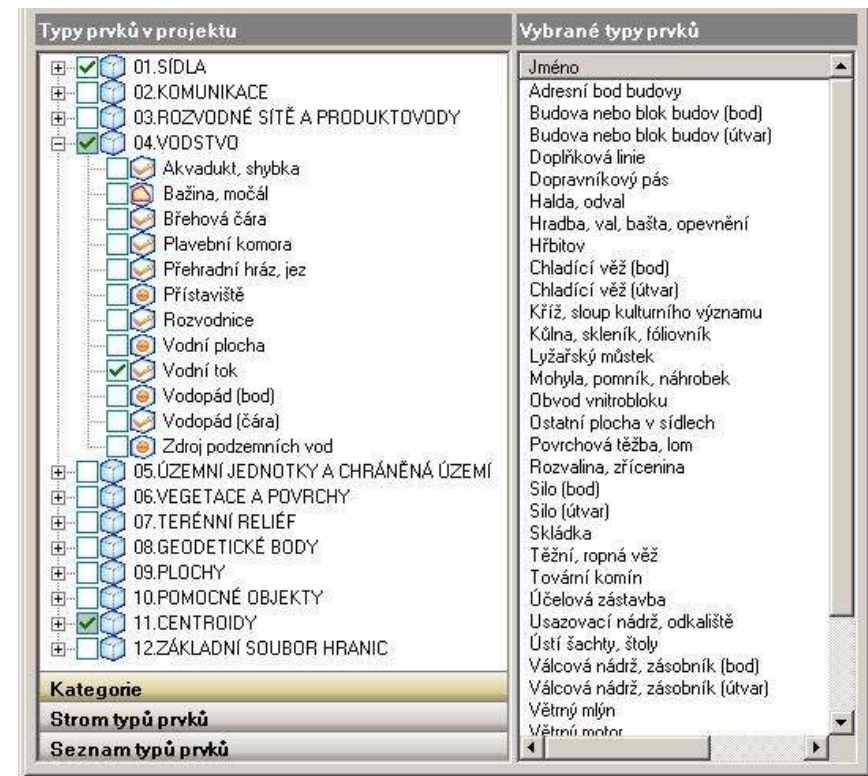 Typy prvků v projektu
01.SÍDLA
02.KOMUNIKACE
03.ROZVODNÉ SÍTĚ A PRODUKTOVODY
04.VODSTVO
Akvadukt, shybka
Bažina, močál
Břehová čára
Plavební komora
Přehradní hráz, jez
Přístaviště
Rozvodnice
Vodní plocha
Vodní tok
Vodopád (bod)
Vodopád (čára)
Zdroj podzemních vod
05.ÚZEMNÍ JEDNOTKY A CHRÁNĚNÁ ÚZEMÍ
06.VEGETACE A POVRCHY
07.TERÉNNÍ RELIÉF
08.GEODETICKÉ BODY
09.PLOCHY
10.POMOCNÉ OBJEKTY
11.CENTROIDY
12.ZÁKLADNÍ SOUBOR HRANIC
Kategorie
Strom typů prvků
Seznam typů prvků
Vybrané typy prvků
Jméno
Adresní bod budovy
Budova nebo blok budov (bod)
Budova nebo blok budov (útvar)
Doplňková linie
Dopravníkový pás
Halda, odval
Hradba, val, bašta, opevnění
Hřbitov
Chladící věž (bod)
Chladící věž (útvar)
Kříž, sloup kulturního významu
Kůlna, skleník, fóliovník
Lyžařský můstek
Mohyla, pomník, náhrobek
Obvod vnitrobloku
Ostatní plocha v sídlech
Povrchová těžba, lom
Rozvalina, zřícenina
Silo (bod)
Silo (útvar)
Skládka
Těžní, ropná věž
Tovární komín
Účelová zástavba
Usazovací nádrž, odkaliště
Ústí šachty, štoly
Válcová nádrž, zásobník (bod)
Válcová nádrž, zásobník (útvar)
Větrný mlýn
Větrný motor